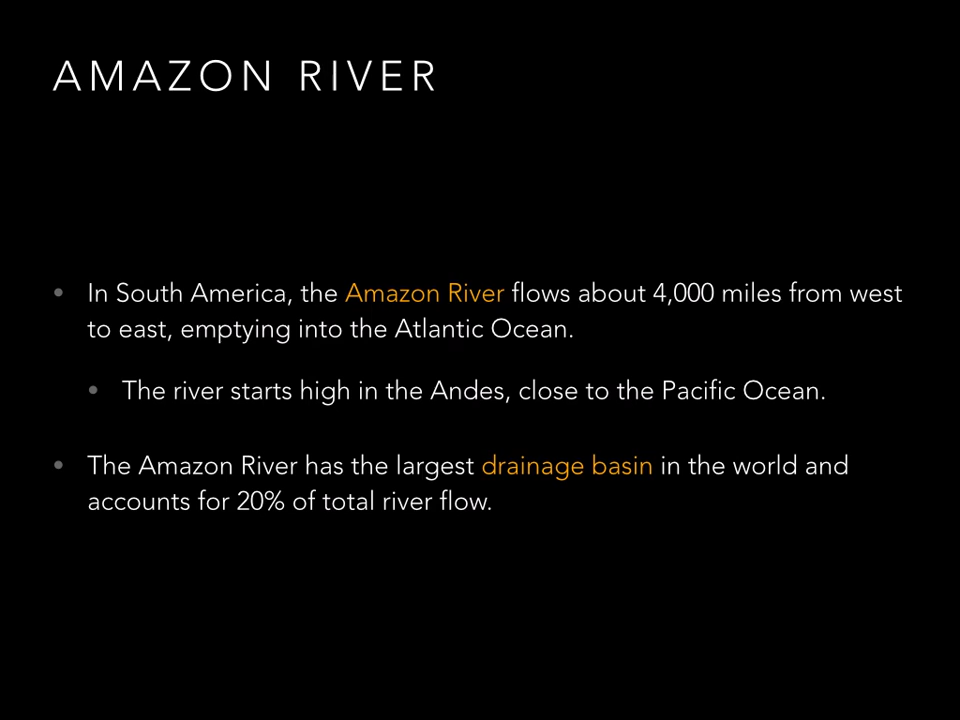 AMAZON RIVER
• In South America, the Amazon River flows about 4,000 miles from west
to east, emptying into the Atlantic Ocean.
• The river starts high in the Andes, close to the Pacific Ocean.
• The Amazon River has the largest drainage basin in the world and
accounts for 20% of total river flow.